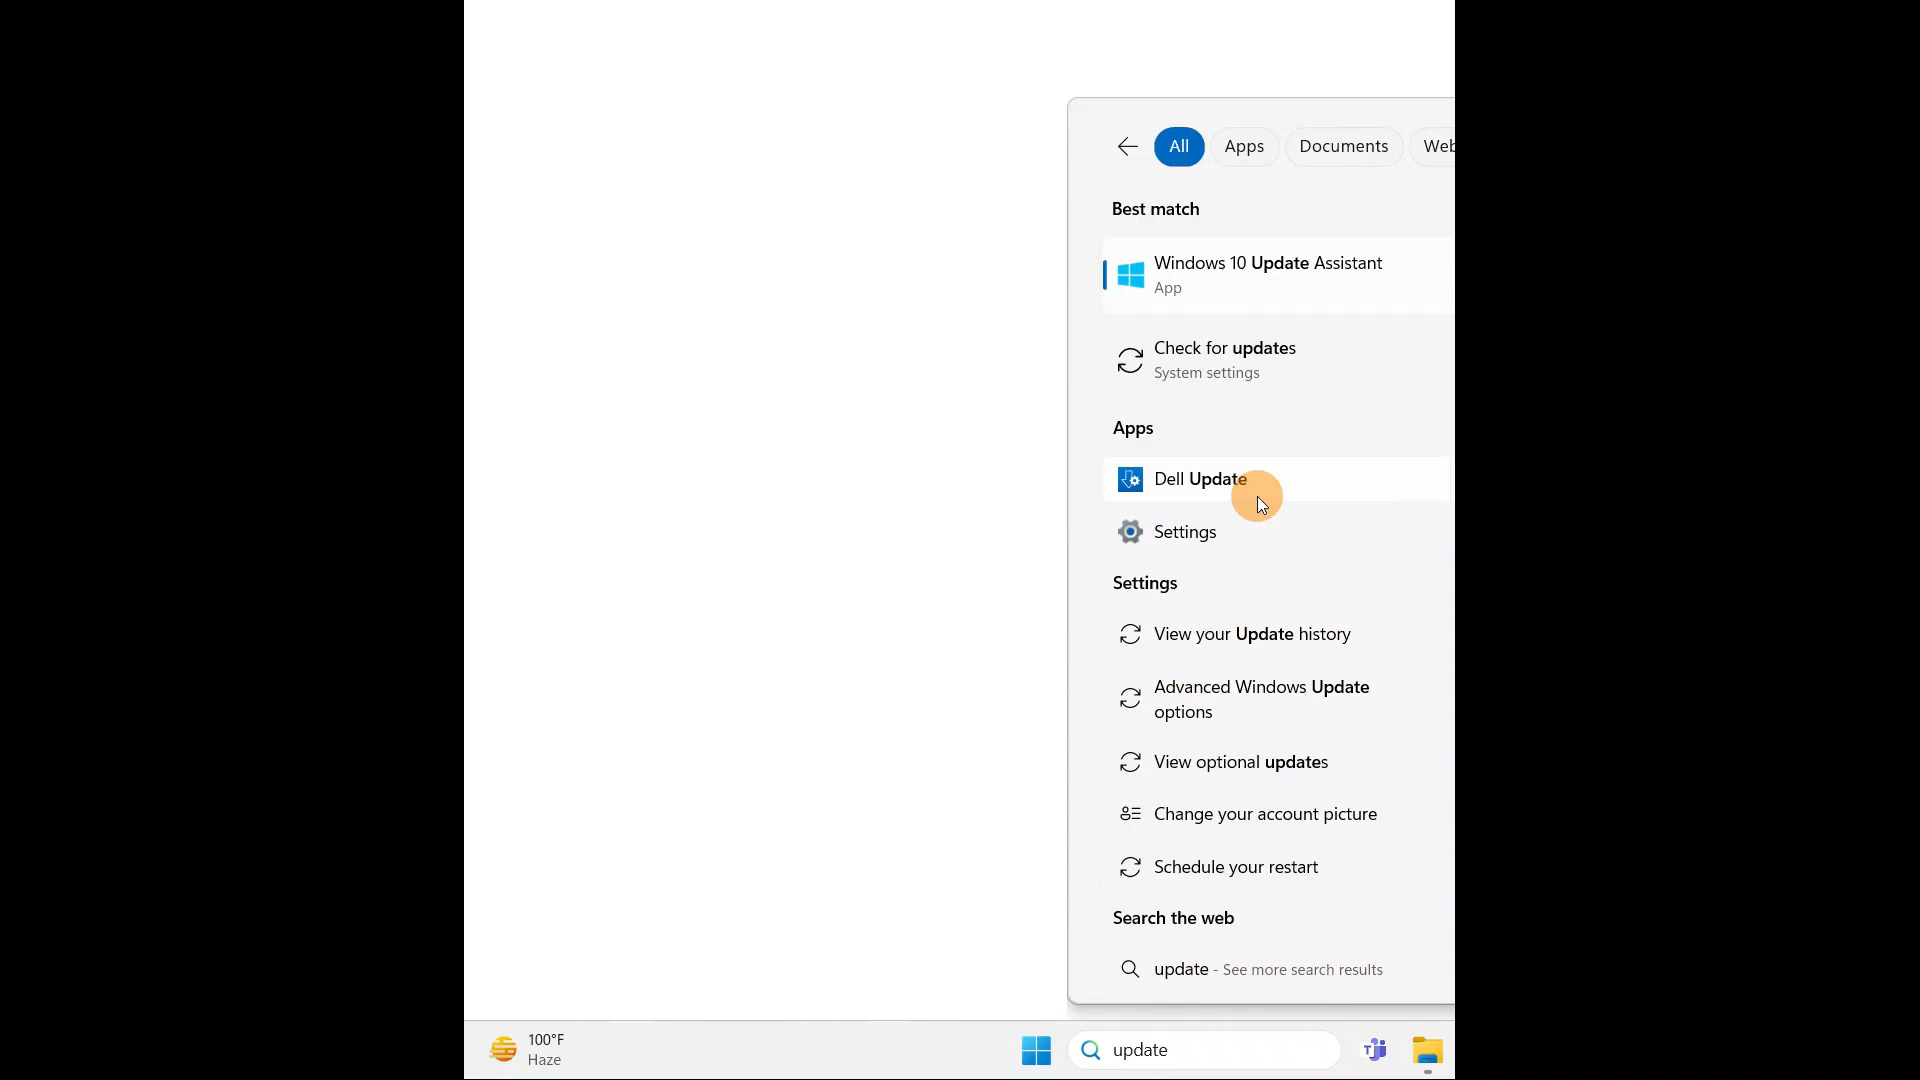 All
Apps
Documents
Web
Best match
Windows 10 Update Assistant
App
Check for updates
System settings
Apps
Dell Update
Settings
Settings
View your Update history
Advanced Windows Update
options
View optional updates
Change your account picture
Schedule your restart
Search the web
update - See more search results
100°F
Haze
update